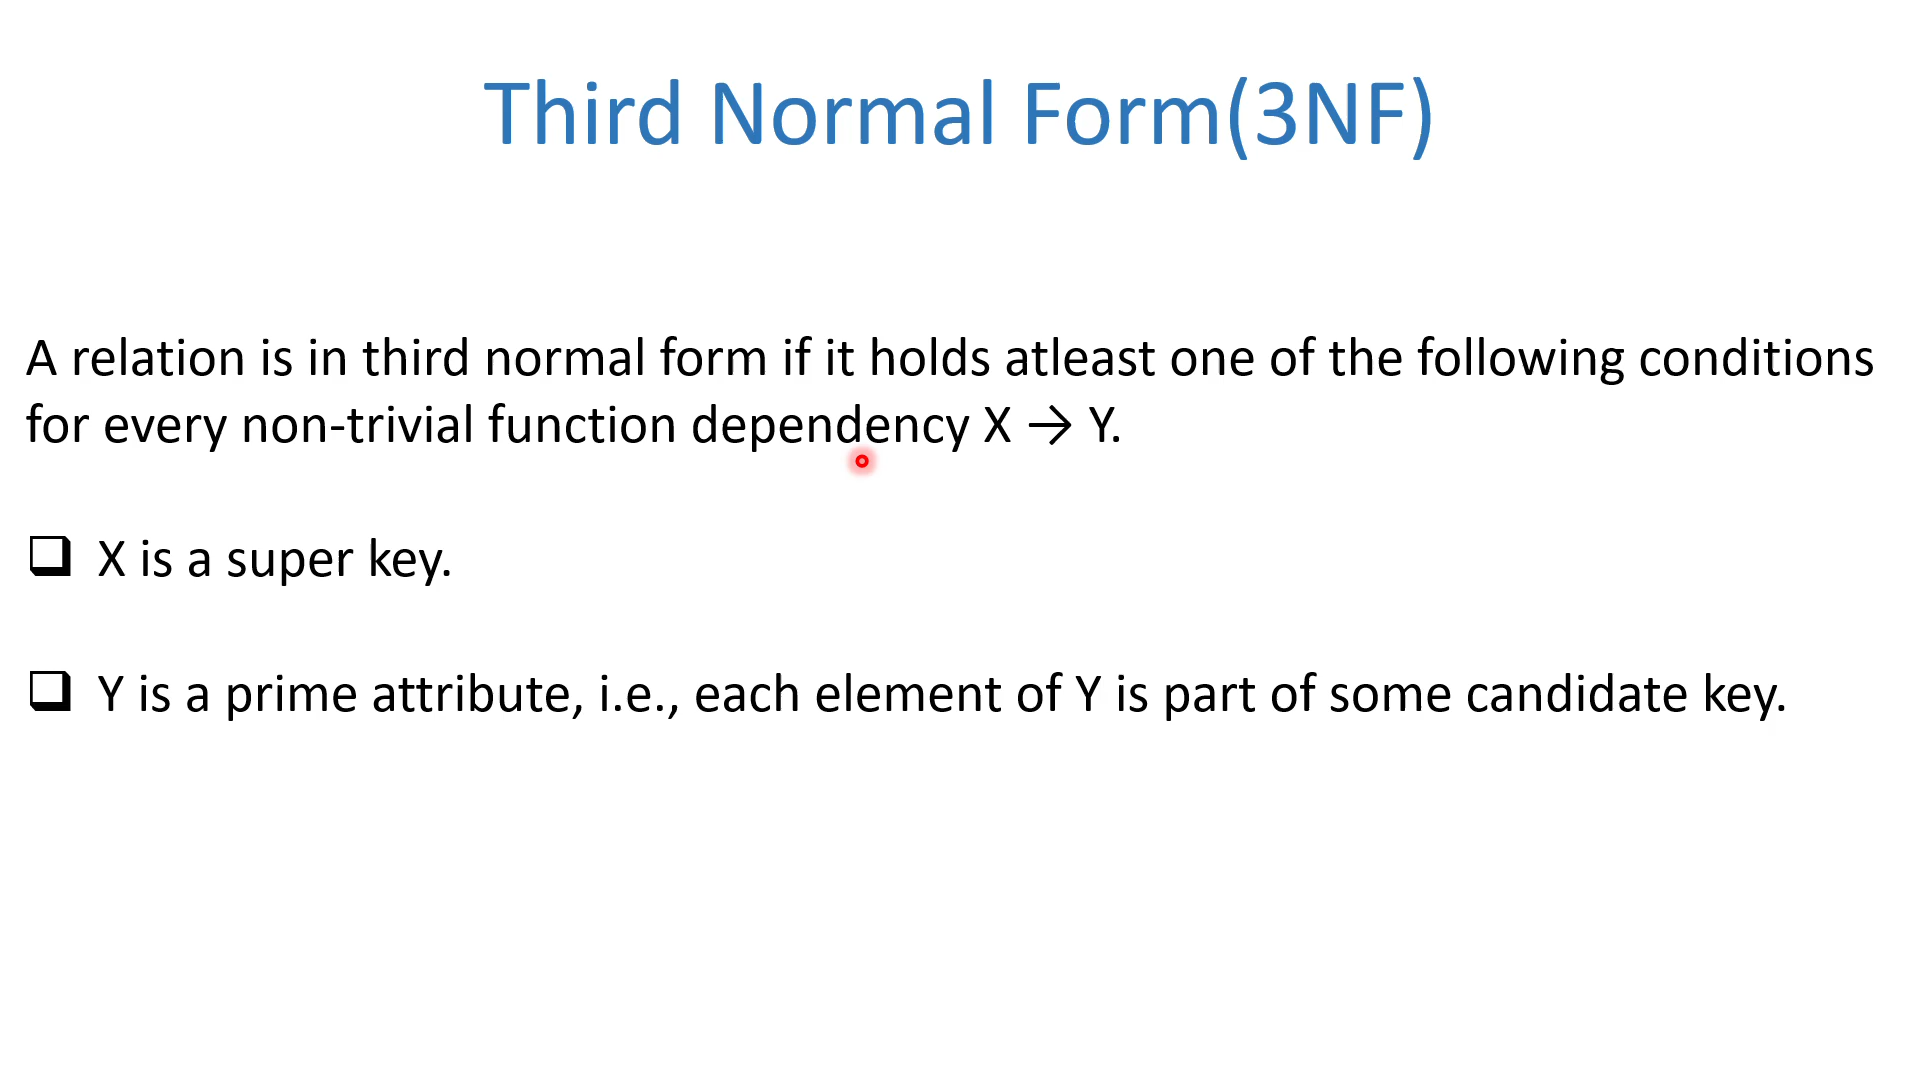 Third Normal Form(3NF)
A relation is in third normal form if it holds atleast one of the following conditions
for every non-trivial function dependency X → Y.
❑ X is a super key.
❑ Y is a prime attribute, i.e., each element of Y is part of some candidate key.